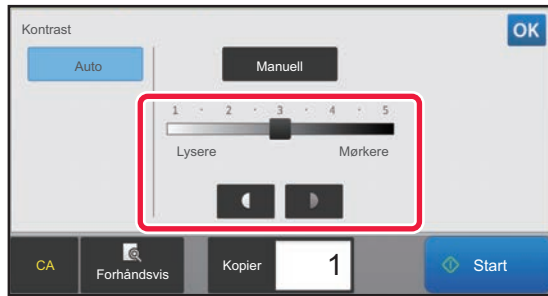 Kontrast
OK
Auto
Manuell
1 · 2 · 3 · 4 · 5
Lysere Mørkere
CA
Forhåndsvis
Kopier
1
Start